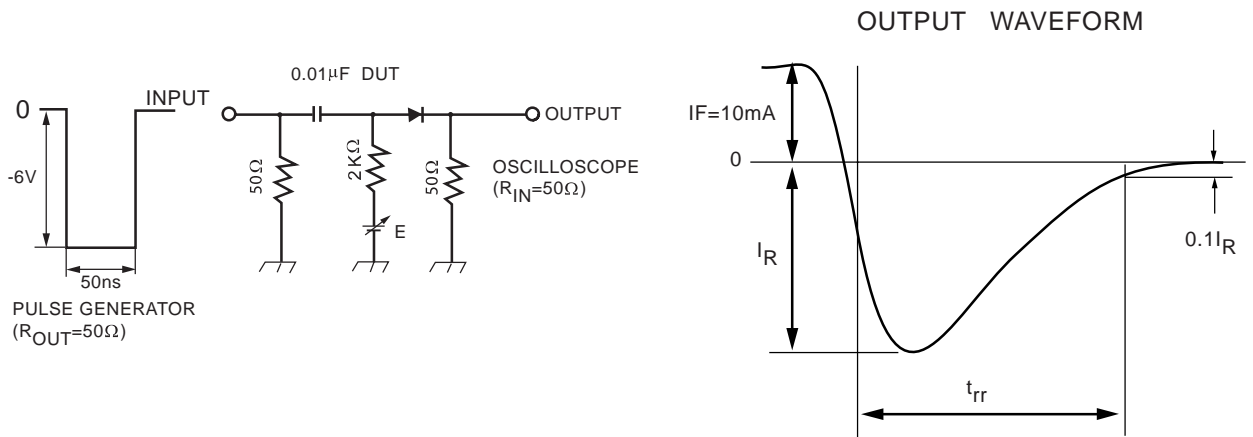 OUTPUT WAVEFORM
0.01μF DUT
0
INPUT
OUTPUT
-6V
50Ω
2KΩ
50Ω
OSCILLOSCOPE
(RIN=50Ω)
E
50ns
PULSE GENERATOR
(ROUT=50Ω)
IF=10mA
0
IR
0.1IR
trr